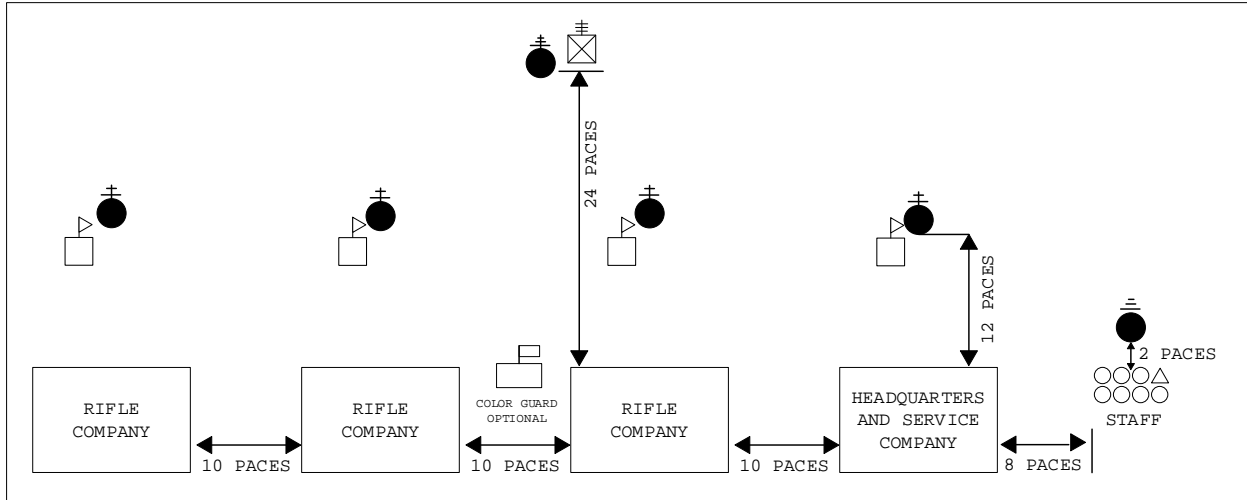 24 PACES
12 PACES
2 PACES
COLOR GUARD
OPTIONAL
RIFLE
COMPANY
RIFLE
COMPANY
RIFLE
COMPANY
HEADQUARTERS
AND SERVICE
COMPANY
STAFF
10 PACES
10 PACES
10 PACES
8 PACES